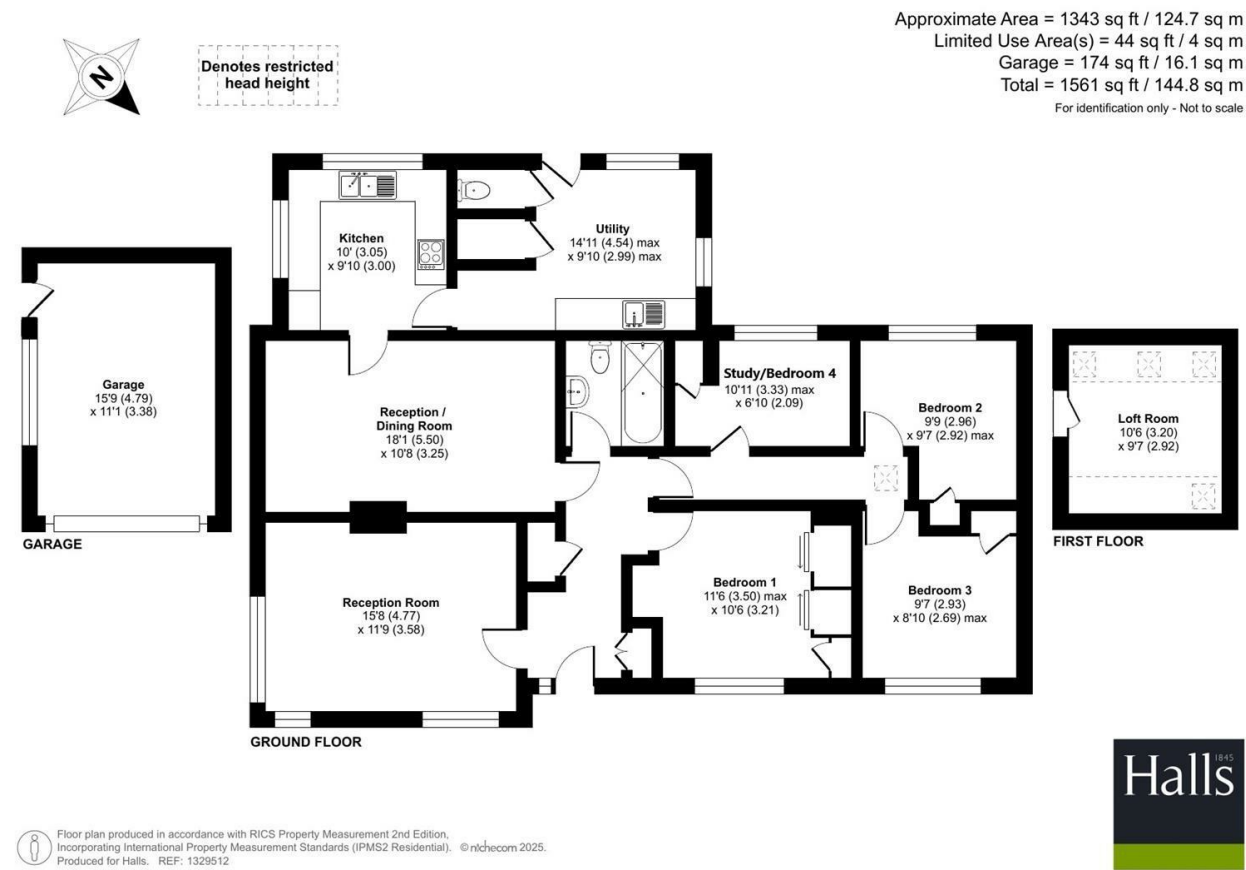 Approximate Area = 1343 sq ft / 124.7 sq m
Limited Use Area(s) = 44 sq ft / 4 sq m
Garage = 174 sq ft / 16.1 sq m
Total = 1561 sq ft / 144.8 sq m
For identification only - Not to scale
N
Denotes restricted
head height
Kitchen
10' (3.05)
x 9'10 (3.00)
Utility
14'11 (4.54) max
x 9'10 (2.99) max
Garage
15'9 (4.79)
x 11'1 (3.38)
GARAGE
Reception /
Dining Room
18'1 (5.50)
x 10'8 (3.25)
Study/Bedroom 4
10'11 (3.33) max
x 6'10 (2.09)
Bedroom 2
9'9 (2.96)
x 9'7 (2.92) max
Loft Room
10'6 (3.20)
x 9'7 (2.92)
FIRST FLOOR
Reception Room
15'8 (4.77)
x 11'9 (3.58)
Bedroom 1
11'6 (3.50) max
x 10'6 (3.21)
Bedroom 3
9'7 (2.93)
x 8'10 (2.69) max
GROUND FLOOR
Halls
1845
Floor plan produced in accordance with RICS Property Measurement 2nd Edition,
Incorporating International Property Measurement Standards (IPMS2 Residential). © nichecom 2025.
Produced for Halls. REF: 1329512